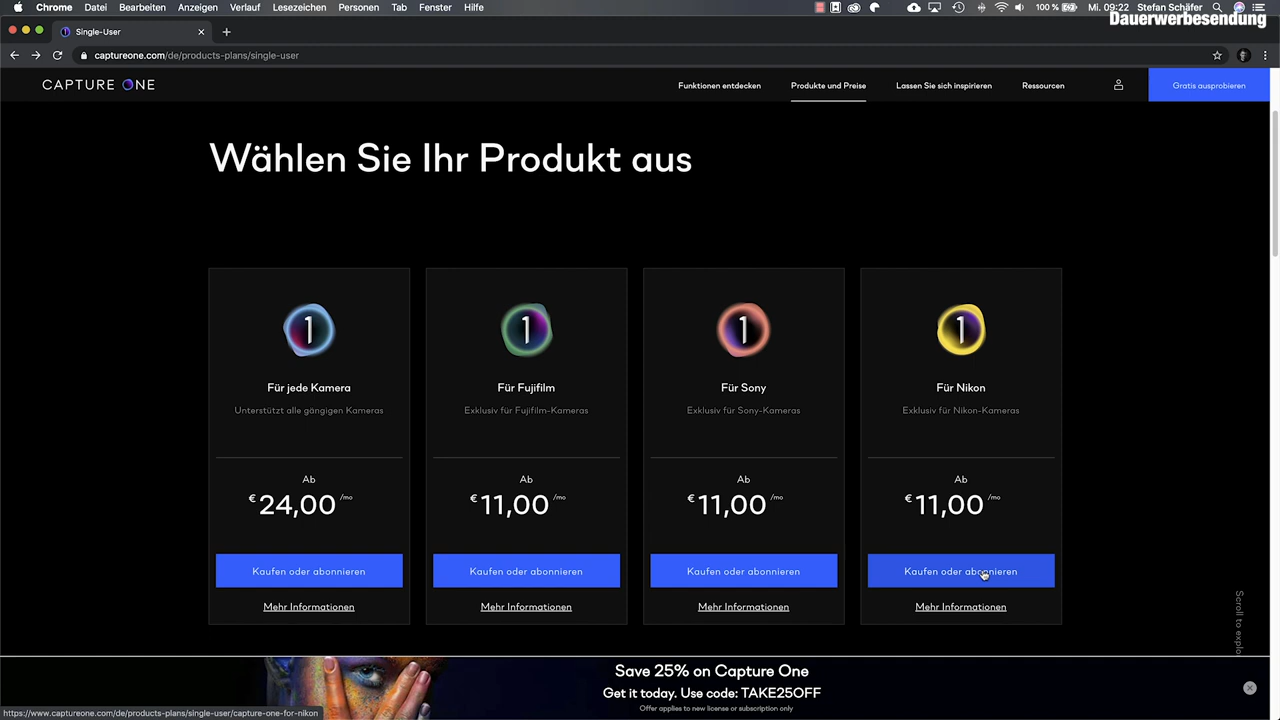 Chrome Datei Bearbeiten Anzeigen Verlauf Lesezeichen Personen Tab Fenster Hilfe 100 % Mi. 09:22 Stefan Schäfer
Dauerwerbesendung
Single-User
captureone.com/de/products-plans/single-user
CAPTURE ONE Funktionen entdecken Produkte und Preise Lassen Sie sich inspirieren Ressourcen Gratis ausprobieren
Wählen Sie Ihr Produkt aus
1 1 1 1
Für jede Kamera Für Fujifilm Für Sony Für Nikon
Unterstützt alle gängigen Kameras Exklusiv für Fujifilm-Kameras Exklusiv für Sony-Kameras Exklusiv für Nikon-Kameras
Ab Ab Ab Ab
€24,00/mo €11,00/mo €11,00/mo €11,00/mo
Kaufen oder abonnieren Kaufen oder abonnieren Kaufen oder abonnieren Kaufen oder abonnieren
Mehr Informationen Mehr Informationen Mehr Informationen Mehr Informationen
Scroll to explo
Save 25% on Capture One
Get it today. Use code: TAKE25OFF
Offer applies to new license or subscription only
https://www.captureone.com/de/products-plans/single-user/capture-one-for-nikon